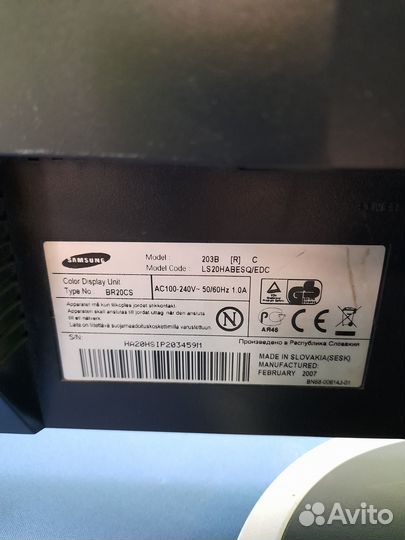 SAMSUNG
Model : 203B [R] C
Model Code : LS20HABESQ/EDC
Color Display Unit
Type No. BR20CS
AC100-240V~ 50/60Hz 1.0A
Apparatet må kun tilkoples jordet stikkontakt.
Apparaten skall anslutas till jordat uttag när den ansluts
till ett nätverk.
Laite on liitettävä suojamaadoituskoskettimilla varustettuun
pistorasiaan.
АЯ46
S/N:
HA20HSIP203459M
Произведено в Республика Словакия
MADE IN SLOVAKIA(SESK)
MANUFACTURED:
FEBRUARY 2007
BN68-00614J-01
Avito